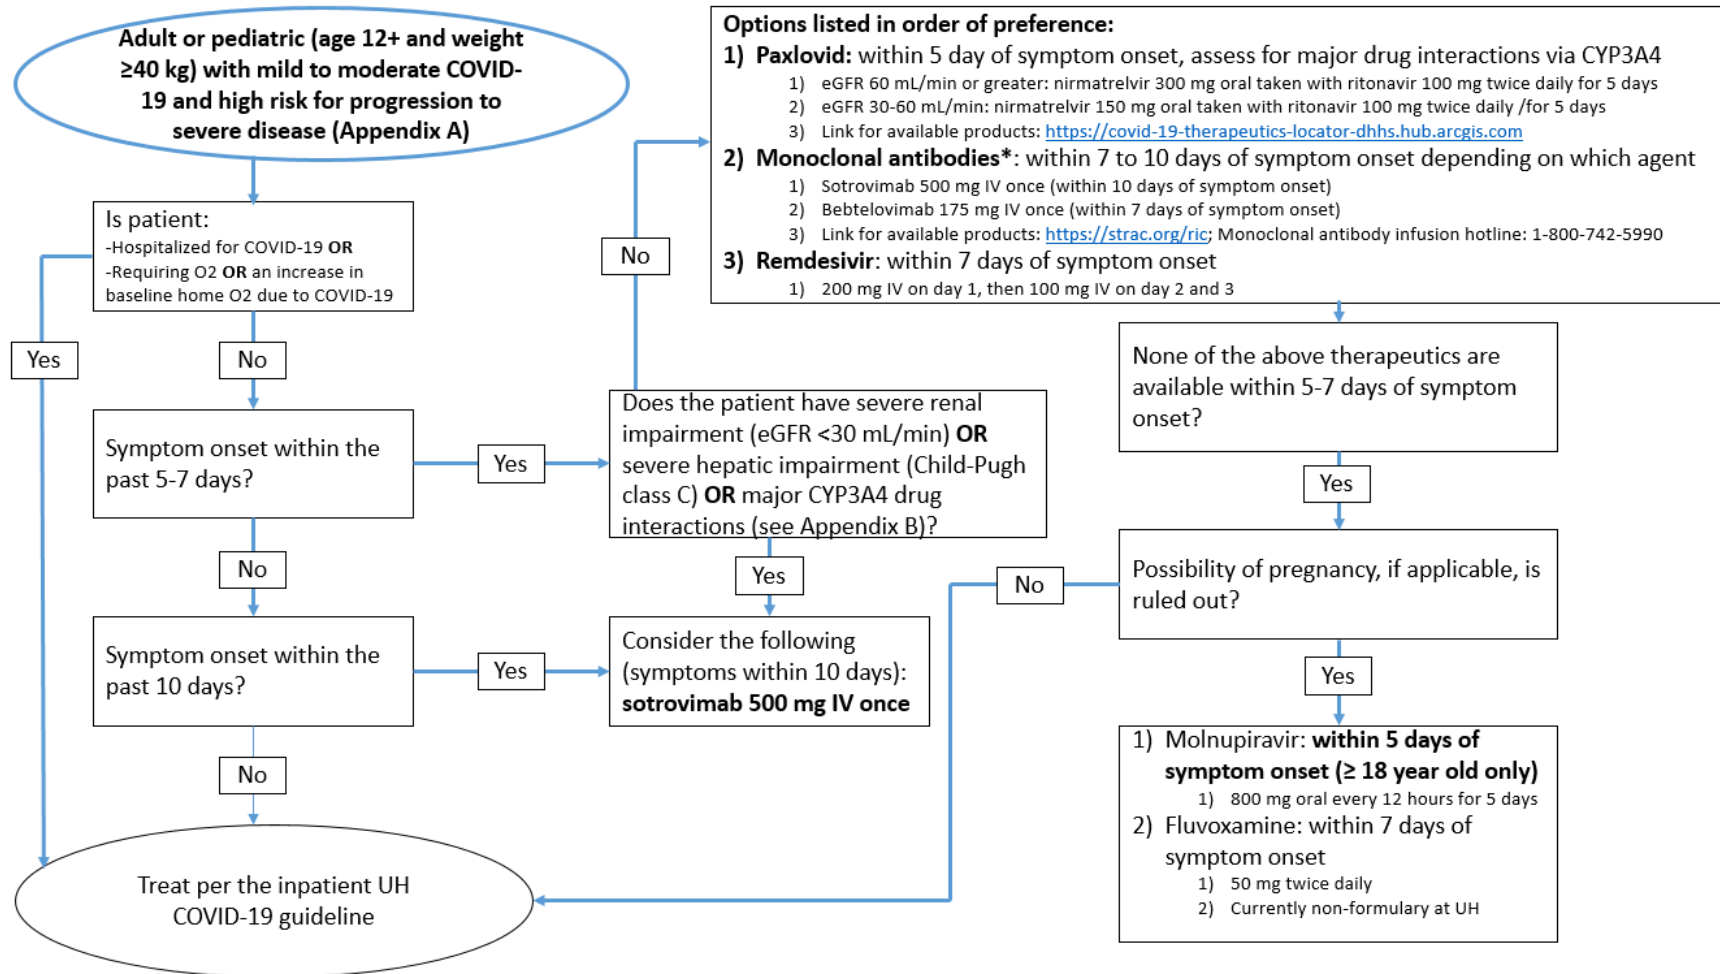 Adult or pediatric (age 12+ and weight
≥40 kg) with mild to moderate COVID-
19 and high risk for progression to
severe disease (Appendix A)
Is patient:
-Hospitalized for COVID-19 OR
-Requiring O2 OR an increase in
baseline home O2 due to COVID-19
Yes
No
Symptom onset within the
past 5-7 days?
Yes
No
Symptom onset within the
past 10 days?
Yes
No
Treat per the inpatient UH
COVID-19 guideline
Does the patient have severe renal
impairment (eGFR <30 mL/min) OR
severe hepatic impairment (Child-Pugh
class C) OR major CYP3A4 drug
interactions (see Appendix B)?
No
Yes
Consider the following
(symptoms within 10 days):
sotrovimab 500 mg IV once
Options listed in order of preference:
1) Paxlovid: within 5 day of symptom onset, assess for major drug interactions via CYP3A4
1) eGFR 60 mL/min or greater: nirmatrelvir 300 mg oral taken with ritonavir 100 mg twice daily for 5 days
2) eGFR 30-60 mL/min: nirmatrelvir 150 mg oral taken with ritonavir 100 mg twice daily /for 5 days
3) Link for available products: https://covid-19-therapeutics-locator-dhhs.hub.arcgis.com
2) Monoclonal antibodies*: within 7 to 10 days of symptom onset depending on which agent
1) Sotrovimab 500 mg IV once (within 10 days of symptom onset)
2) Bebtelovimab 175 mg IV once (within 7 days of symptom onset)
3) Link for available products: https://strac.org/ric; Monoclonal antibody infusion hotline: 1-800-742-5990
3) Remdesivir: within 7 days of symptom onset
1) 200 mg IV on day 1, then 100 mg IV on day 2 and 3
None of the above therapeutics are
available within 5-7 days of symptom
onset?
Yes
Possibility of pregnancy, if applicable, is
ruled out?
No
Yes
1) Molnupiravir: within 5 days of
symptom onset (≥ 18 year old only)
1) 800 mg oral every 12 hours for 5 days
2) Fluvoxamine: within 7 days of
symptom onset
1) 50 mg twice daily
2) Currently non-formulary at UH